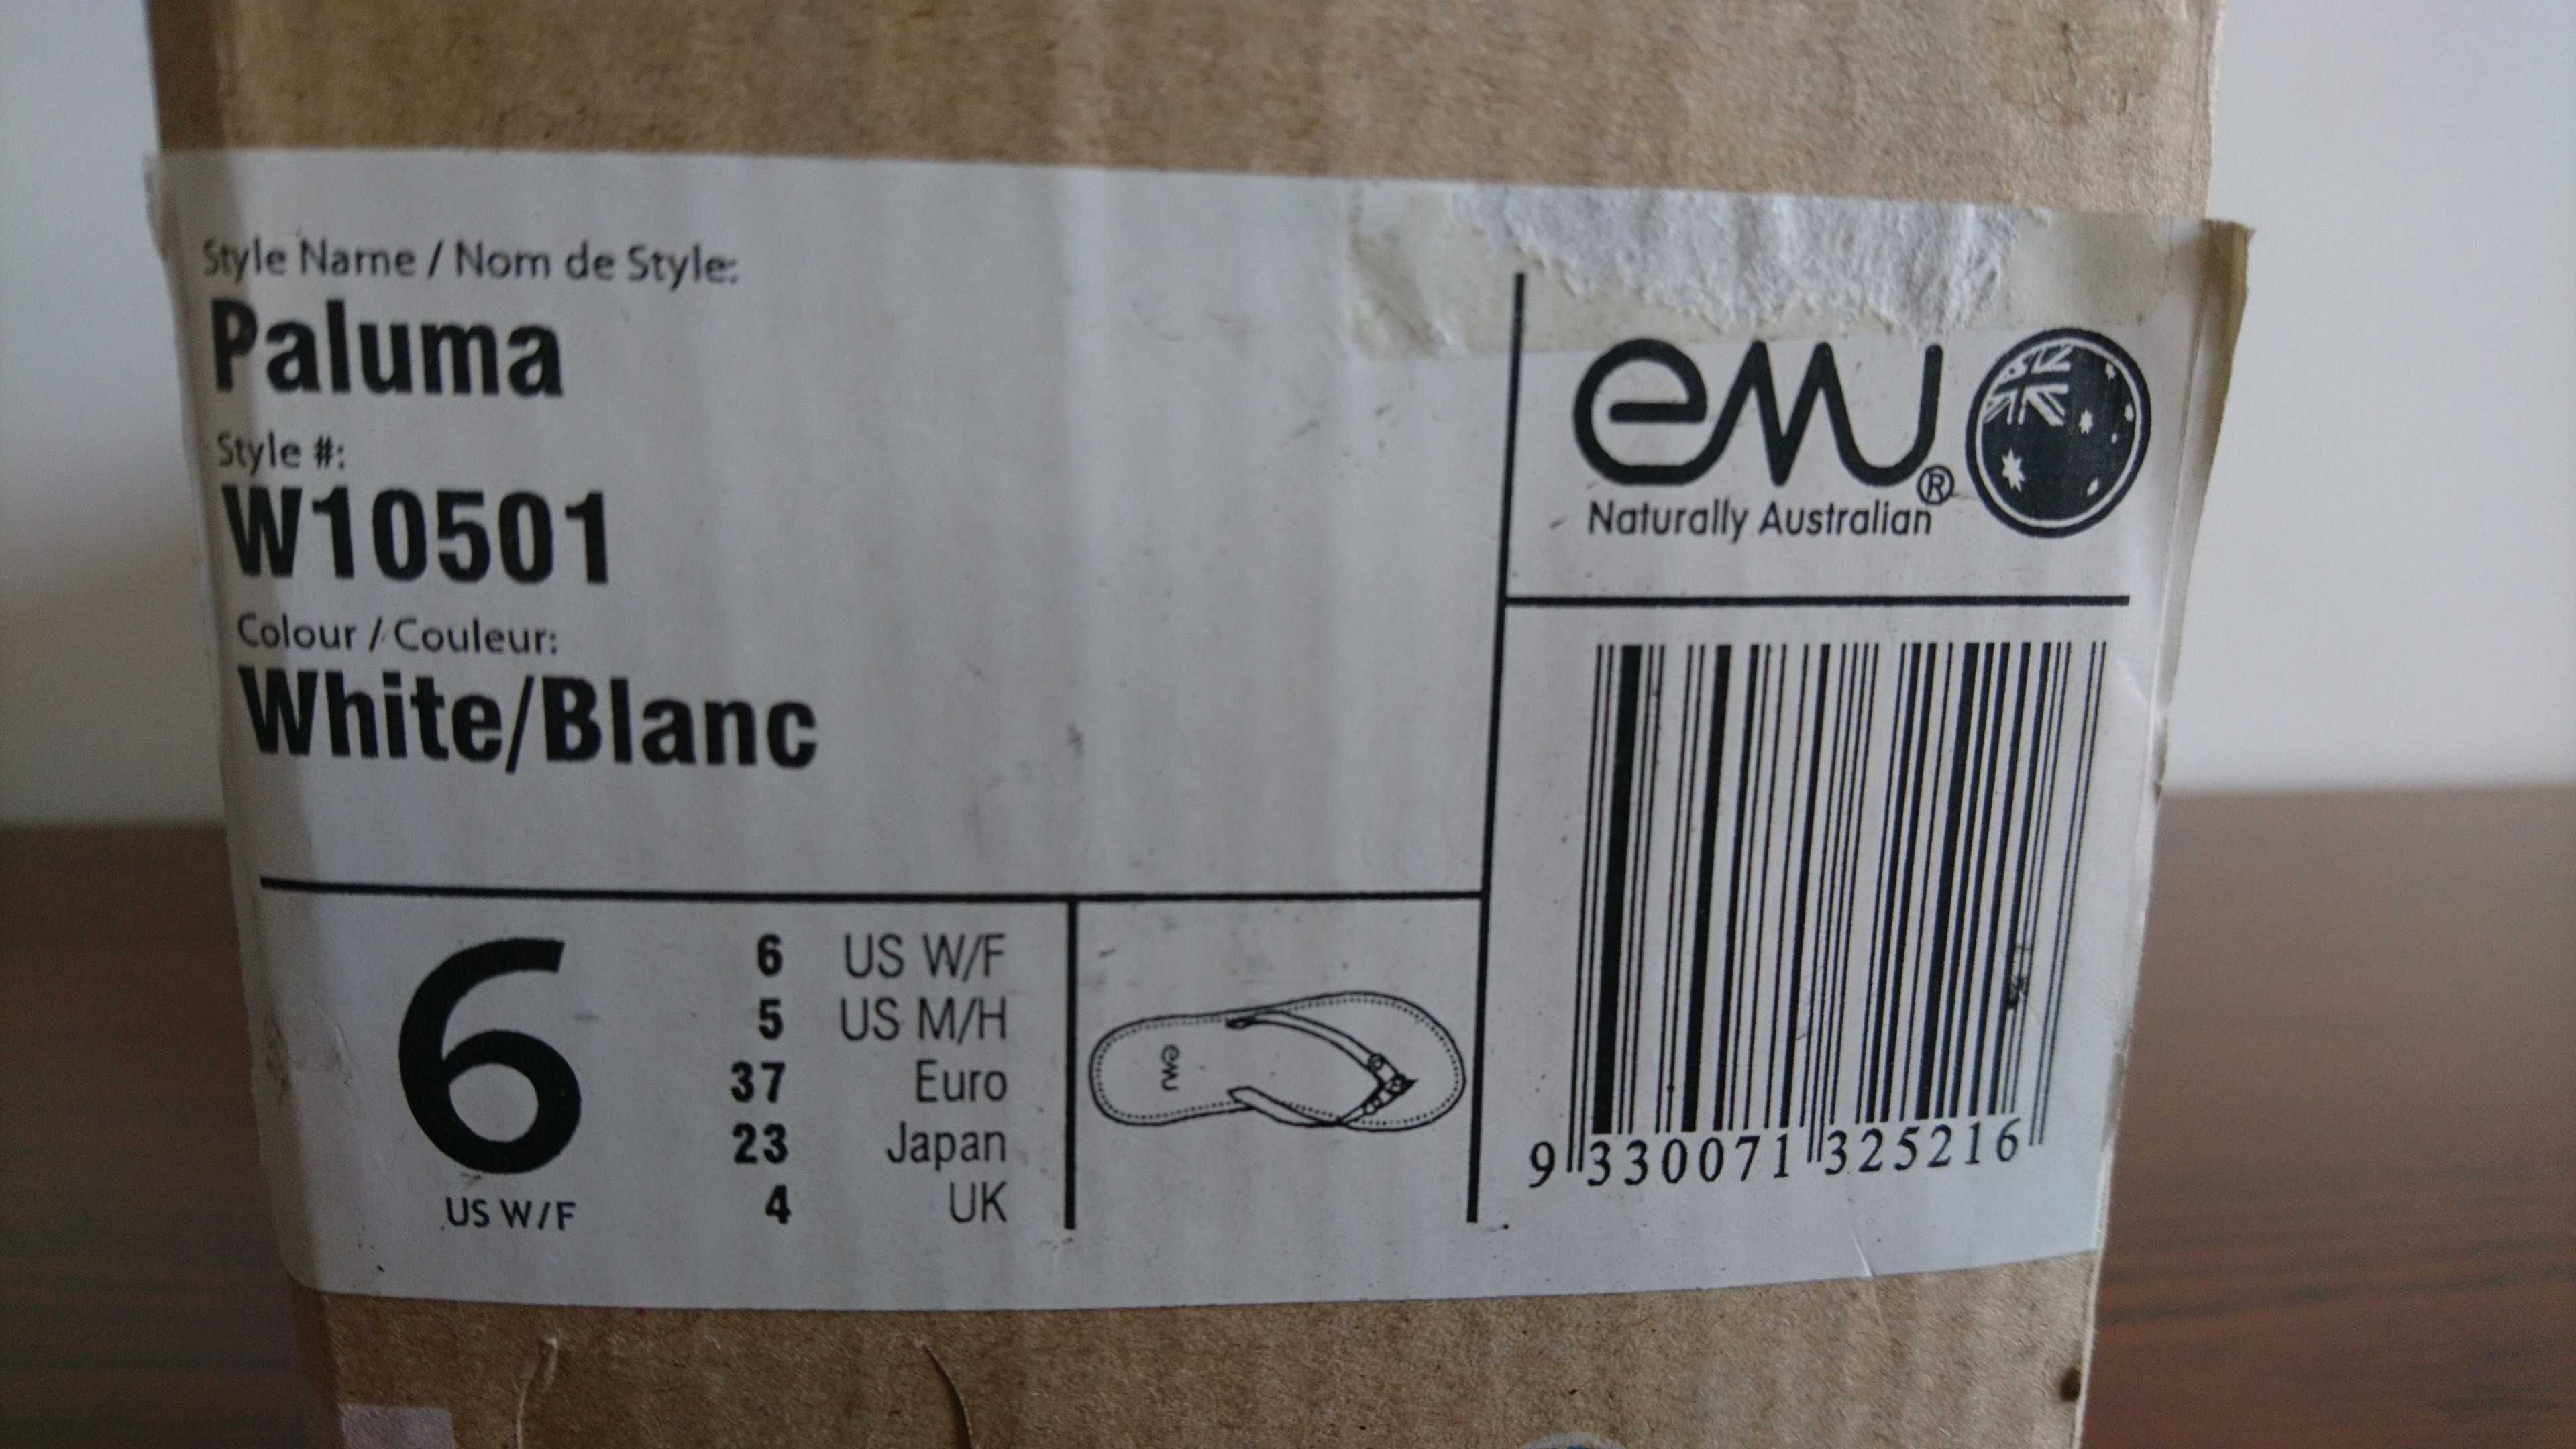 Style Name / Nom de Style:
Paluma
Style #:
W10501
Colour / Couleur:
White/Blanc
emu®
Naturally Australian
6
US W/F
6 US W/F
5 US M/H
37 Euro
23 Japan
4 UK
emu
9 330071 325216